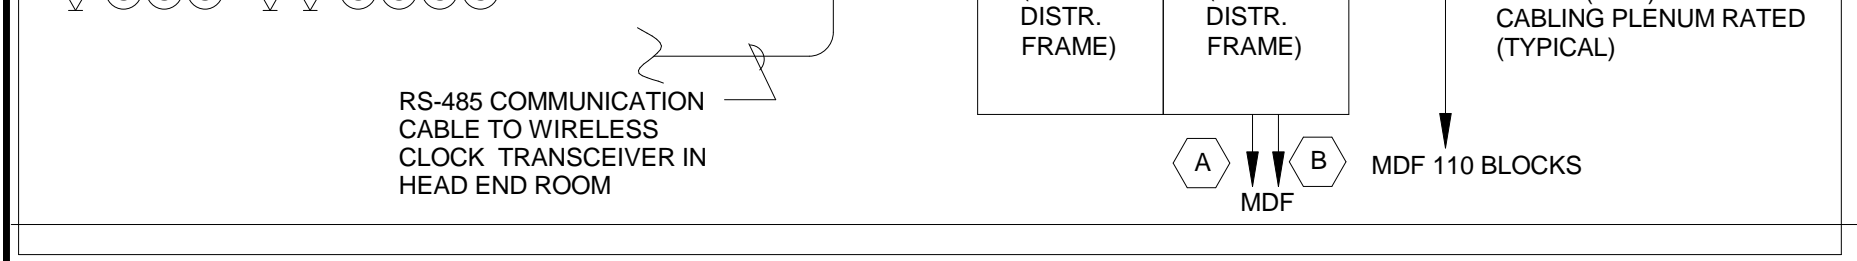 DISTR.
FRAME)
DISTR.
FRAME)
CABLING PLENUM RATED
(TYPICAL)
RS-485 COMMUNICATION
CABLE TO WIRELESS
CLOCK TRANSCEIVER IN
HEAD END ROOM
A
B
MDF
MDF 110 BLOCKS